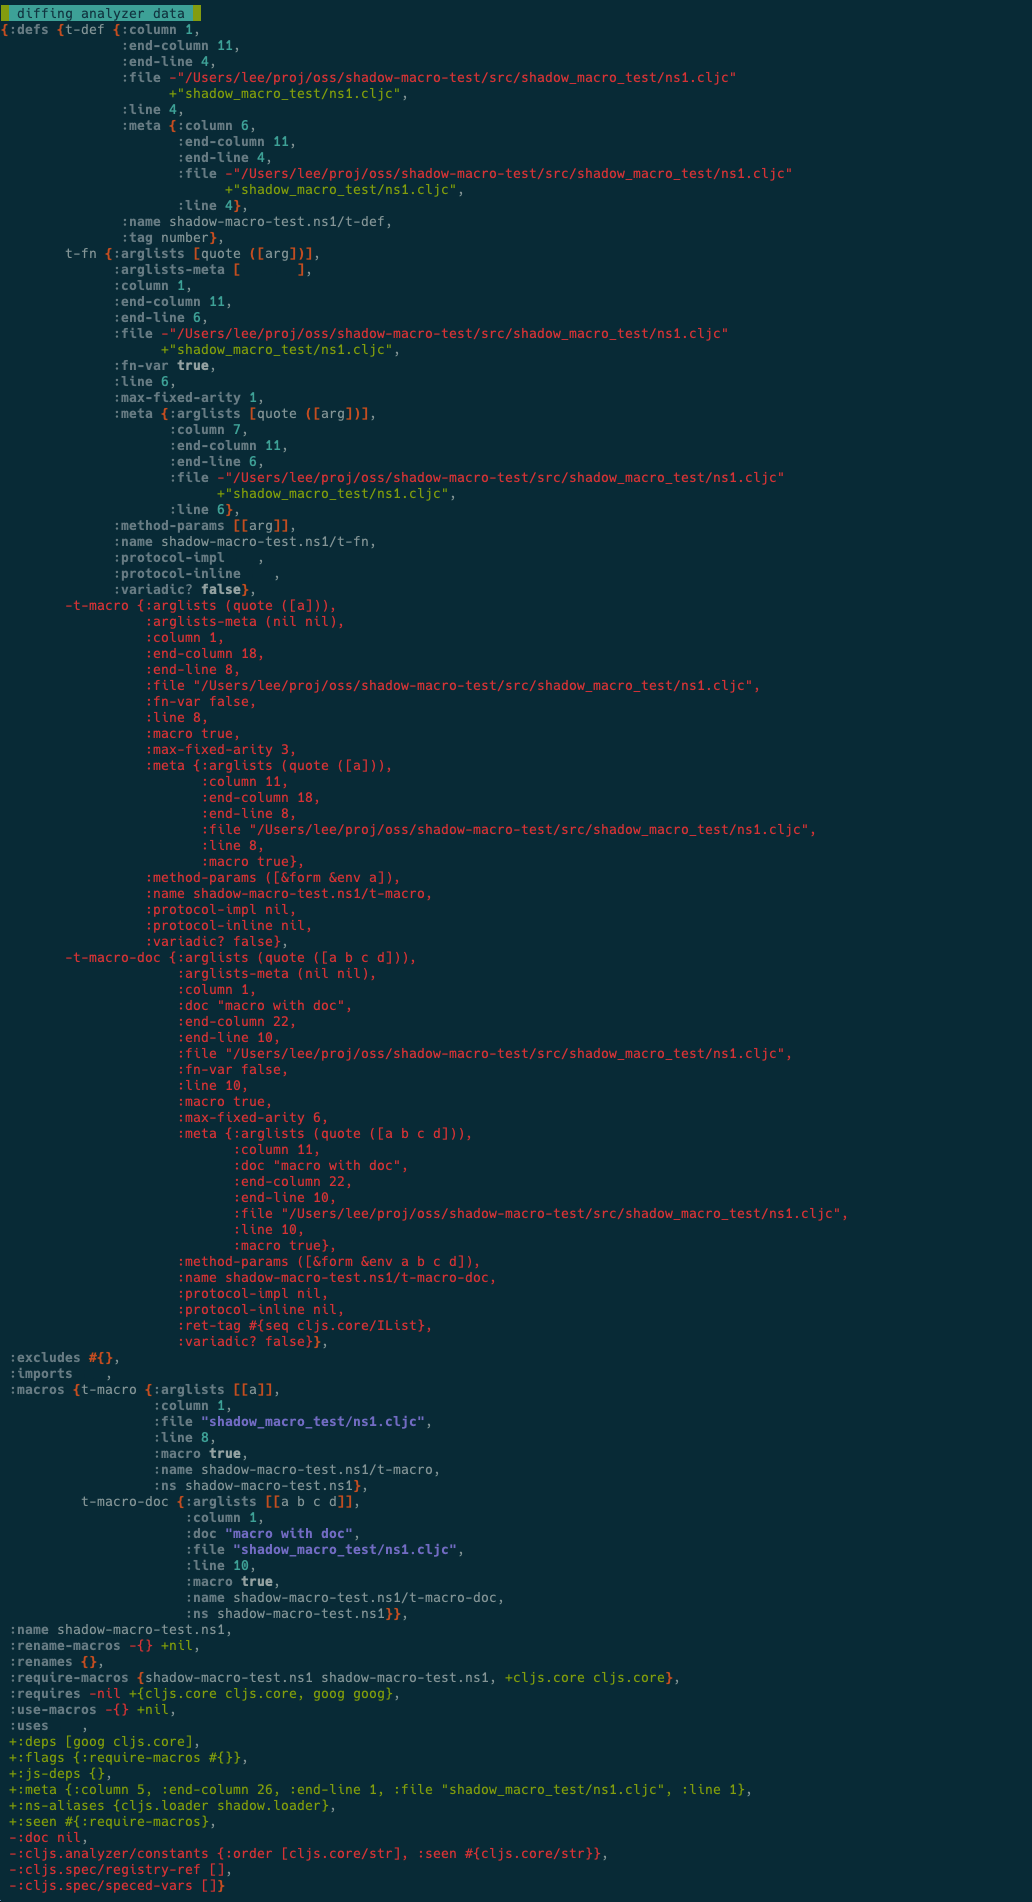 diffing analyzer data
{:defs {t-def {:column 1,
:end-column 11,
:end-line 4,
:file -"/Users/lee/proj/oss/shadow-macro-test/src/shadow_macro_test/ns1.cljc"
+"shadow_macro_test/ns1.cljc",
:line 4,
:meta {:column 6,
:end-column 11,
:end-line 4,
:file -"/Users/lee/proj/oss/shadow-macro-test/src/shadow_macro_test/ns1.cljc"
+"shadow_macro_test/ns1.cljc",
:line 4},
:name shadow-macro-test.ns1/t-def,
:tag number},
t-fn {:arglists [quote ([arg])],
:arglists-meta [ ],
:column 1,
:end-column 11,
:end-line 6,
:file -"/Users/lee/proj/oss/shadow-macro-test/src/shadow_macro_test/ns1.cljc"
+"shadow_macro_test/ns1.cljc",
:fn-var true,
:line 6,
:max-fixed-arity 1,
:meta {:arglists [quote ([arg])],
:column 7,
:end-column 11,
:end-line 6,
:file -"/Users/lee/proj/oss/shadow-macro-test/src/shadow_macro_test/ns1.cljc"
+"shadow_macro_test/ns1.cljc",
:line 6},
:method-params [[arg]],
:name shadow-macro-test.ns1/t-fn,
:protocol-impl ,
:protocol-inline ,
:variadic? false},
-t-macro {:arglists (quote ([a])),
:arglists-meta (nil nil),
:column 1,
:end-column 18,
:end-line 8,
:file "/Users/lee/proj/oss/shadow-macro-test/src/shadow_macro_test/ns1.cljc",
:fn-var false,
:line 8,
:macro true,
:max-fixed-arity 3,
:meta {:arglists (quote ([a])),
:column 11,
:end-column 18,
:end-line 8,
:file "/Users/lee/proj/oss/shadow-macro-test/src/shadow_macro_test/ns1.cljc",
:line 8,
:macro true},
:method-params ([&form &env a]),
:name shadow-macro-test.ns1/t-macro,
:protocol-impl nil,
:protocol-inline nil,
:variadic? false},
-t-macro-doc {:arglists (quote ([a b c d])),
:arglists-meta (nil nil),
:column 1,
:doc "macro with doc",
:end-column 22,
:end-line 10,
:file "/Users/lee/proj/oss/shadow-macro-test/src/shadow_macro_test/ns1.cljc",
:fn-var false,
:line 10,
:macro true,
:max-fixed-arity 6,
:meta {:arglists (quote ([a b c d])),
:column 11,
:doc "macro with doc",
:end-column 22,
:end-line 10,
:file "/Users/lee/proj/oss/shadow-macro-test/src/shadow_macro_test/ns1.cljc",
:line 10,
:macro true},
:method-params ([&form &env a b c d]),
:name shadow-macro-test.ns1/t-macro-doc,
:protocol-impl nil,
:protocol-inline nil,
:ret-tag #{seq cljs.core/IList},
:variadic? false}},
:excludes #{},
:imports ,
:macros {t-macro {:arglists [[a]],
:column 1,
:file "shadow_macro_test/ns1.cljc",
:line 8,
:macro true,
:name shadow-macro-test.ns1/t-macro,
:ns shadow-macro-test.ns1},
t-macro-doc {:arglists [[a b c d]],
:column 1,
:doc "macro with doc",
:file "shadow_macro_test/ns1.cljc",
:line 10,
:macro true,
:name shadow-macro-test.ns1/t-macro-doc,
:ns shadow-macro-test.ns1}},
:name shadow-macro-test.ns1,
:rename-macros -{} +nil,
:renames {},
:require-macros {shadow-macro-test.ns1 shadow-macro-test.ns1, +cljs.core cljs.core},
:requires -nil +{cljs.core cljs.core, goog goog},
:use-macros -{} +nil,
:uses ,
+:deps [goog cljs.core],
+:flags {:require-macros #{}},
+:js-deps {},
+:meta {:column 5, :end-column 26, :end-line 1, :file "shadow_macro_test/ns1.cljc", :line 1},
+:ns-aliases {cljs.loader shadow.loader},
+:seen #{:require-macros},
-:doc nil,
-:cljs.analyzer/constants {:order [cljs.core/str], :seen #{cljs.core/str}},
-:cljs.spec/registry-ref [],
-:cljs.spec/speced-vars []}